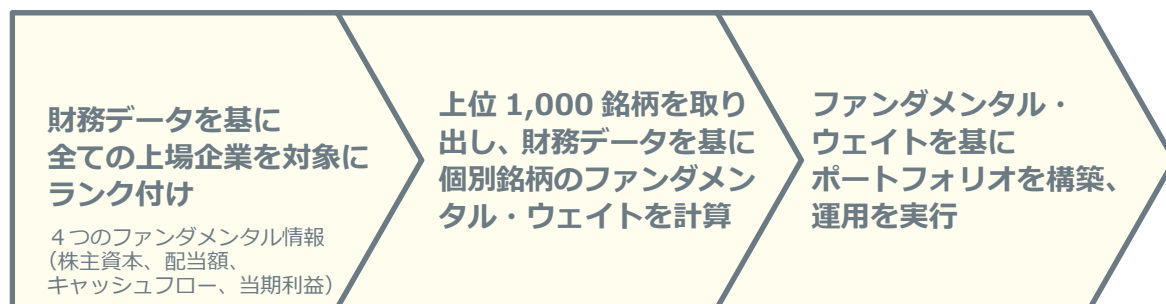 財務データを基に
全ての上場企業を対象に
ランク付け
４つのファンダメンタル情報
（株主資本、配当額、
キャッシュフロー、当期利益）
上位 1,000 銘柄を取り
出し、財務データを基に
個別銘柄のファンダメン
タル・ウェイトを計算
ファンダメンタル・
ウェイトを基に
ポートフォリオを構築、
運用を実行